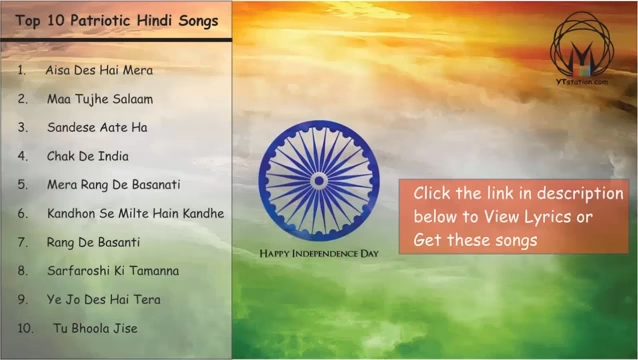 Top 10 Patriotic Hindi Songs
1. Aisa Des Hai Mera
2. Maa Tujhe Salaam
3. Sandese Aate Ha
4. Chak De India
5. Mera Rang De Basanati
6. Kandhon Se Milte Hain Kandhe
7. Rang De Basanti
8. Sarfaroshi Ki Tamanna
9. Ye Jo Des Hai Tera
10. Tu Bhoola Jise
YTstation.com
Happy Independence Day
Click the link in description
below to View Lyrics or
Get these songs